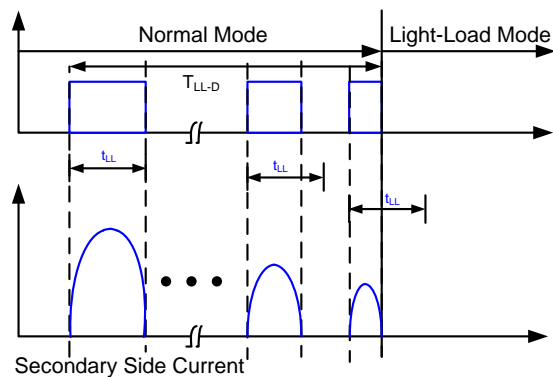 Normal Mode
Light-Load Mode
TLL-D
tLL
tLL
tLL
Secondary Side Current